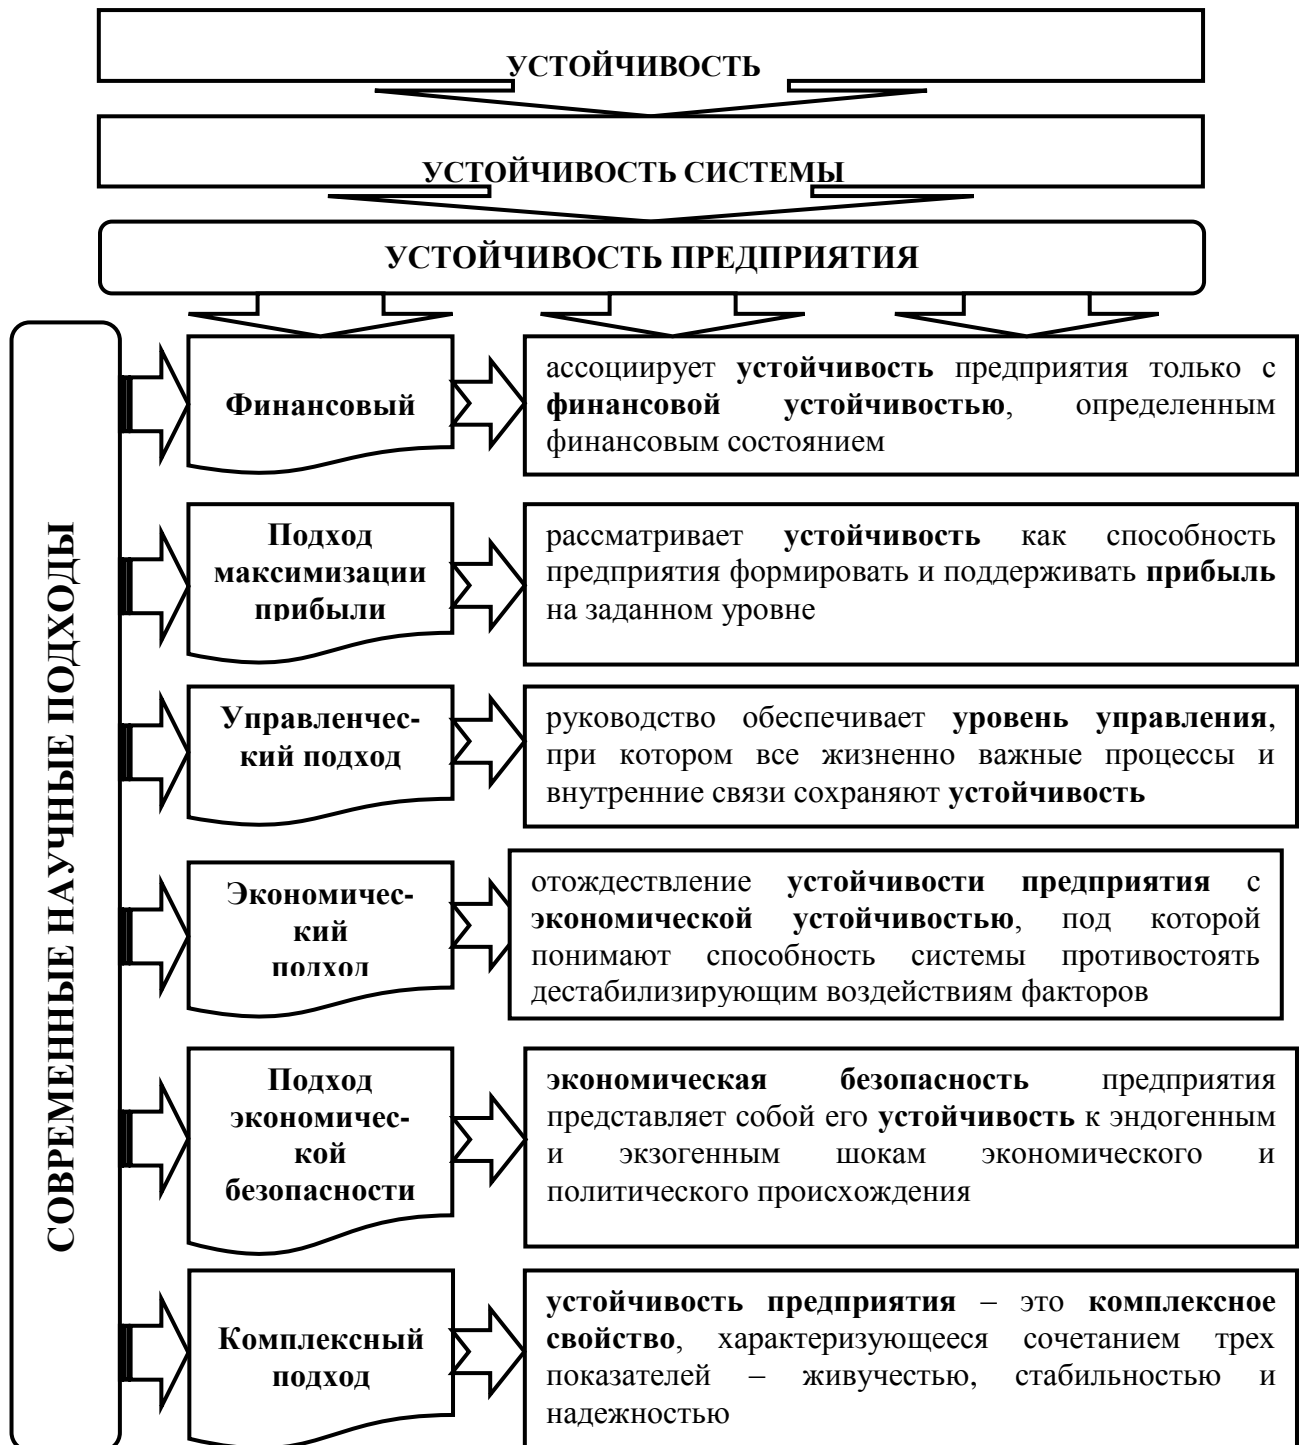 УСТОЙЧИВОСТЬ
УСТОЙЧИВОСТЬ СИСТЕМЫ
УСТОЙЧИВОСТЬ ПРЕДПРИЯТИЯ
СОВРЕМЕННЫЕ НАУЧНЫЕ ПОДХОДЫ
Финансовый
ассоциирует устойчивость предприятия только с
финансовой устойчивостью, определенным
финансовым состоянием
Подход
максимизации
прибыли
рассматривает устойчивость как способность
предприятия формировать и поддерживать прибыль
на заданном уровне
Управленчес-
кий подход
руководство обеспечивает уровень управления,
при котором все жизненно важные процессы и
внутренние связи сохраняют устойчивость
Экономичес-
кий
подход
отождествление устойчивости предприятия с
экономической устойчивостью, под которой
понимают способность системы противостоять
дестабилизирующим воздействиям факторов
Подход
экономичес-
кой
безопасности
экономическая безопасность предприятия
представляет собой его устойчивость к эндогенным
и экзогенным шокам экономического и
политического происхождения
Комплексный
подход
устойчивость предприятия – это комплексное
свойство, характеризующееся сочетанием трех
показателей – живучестью, стабильностью и
надежностью